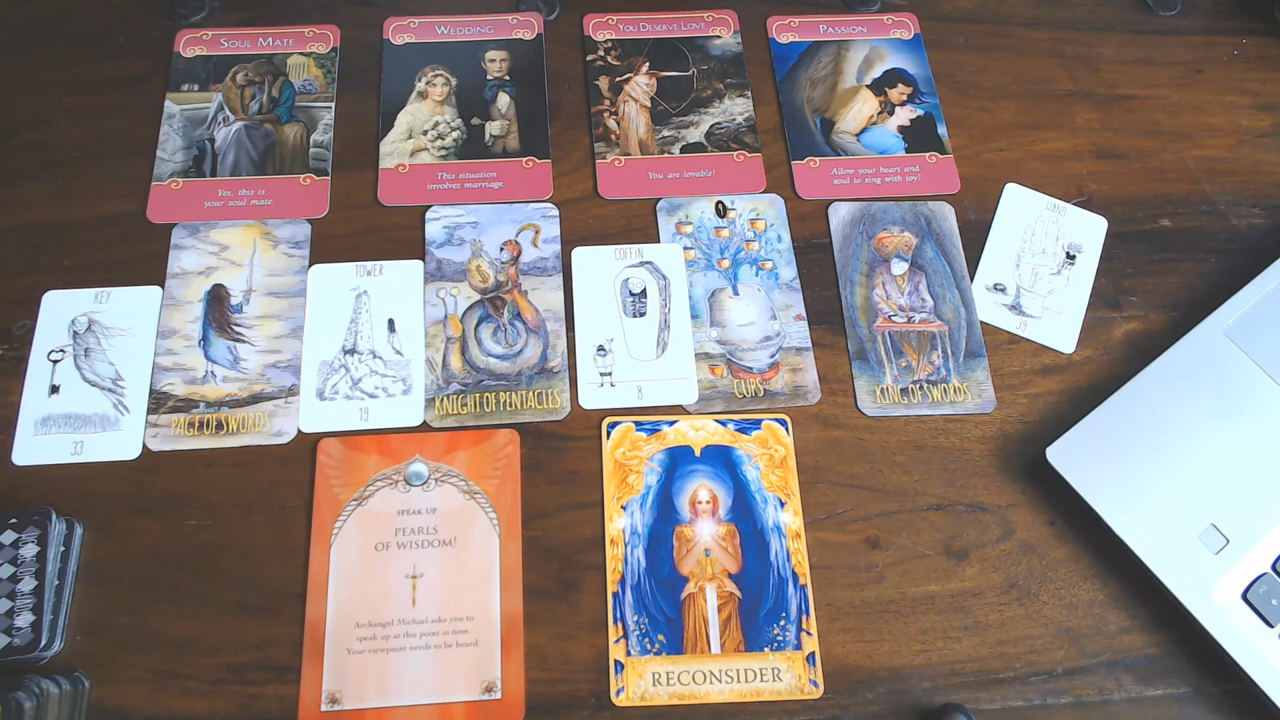 SOUL MATE
Yes, this is
your soul mate.
WEDDING
This situation
involves marriage.
YOU DESERVE LOVE
You are lovable!
PASSION
Allow your heart and
soul to sing with joy!
KEY
33
PAGE OF SWORDS
TOWER
19
KNIGHT OF PENTACLES
COFFIN
8
9
CUPS
KING OF SWORDS
HAND
39
SPEAK UP
PEARLS
OF WISDOM!
Archangel Michael asks you to
speak up at this point in time.
Your viewpoint needs to be heard.
RECONSIDER